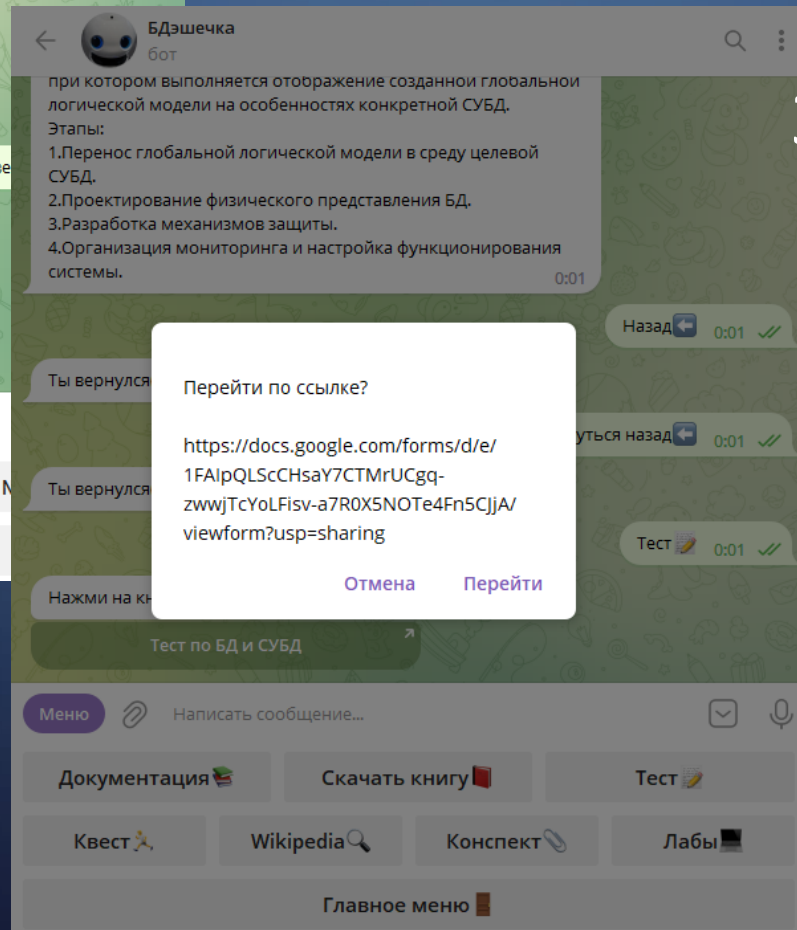 БДэшечка
бот
при котором выполняется отображение созданной глобальной
логической модели на особенностях конкретной СУБД.
Этапы:
1.Перенос глобальной логической модели в среду целевой
СУБД.
2.Проектирование физического представления БД.
3.Разработка механизмов защиты.
4.Организация мониторинга и настройка функционирования
системы.
0:01
Назад
0:01
Ты вернулся
уться назад
0:01
Ты вернулся
Тест
0:01
Нажми на кн
Тест по БД и СУБД
Перейти по ссылке?
https://docs.google.com/forms/d/e/
1FAIpQLScCHsaY7CTMrUCgq-
zwwjTcYoLFisv-a7R0X5NOTe4Fn5CJjA/
viewform?usp=sharing
Отмена Перейти
Меню Написать сообщение...
Документация Скачать книгу Тест
Квест Wikipedia Конспект Лабы
Главное меню